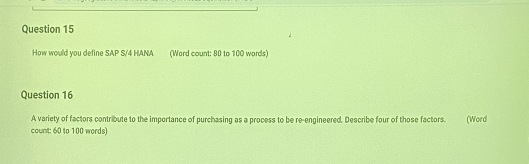 Question 15
How would you define SAP S/4 HANA (Word count: 80 to 100 words)
Question 16
A variety of factors contribute to the importance of purchasing as a process to be re-engineered. Describe four of those factors. (Word
count: 60 to 100 words)